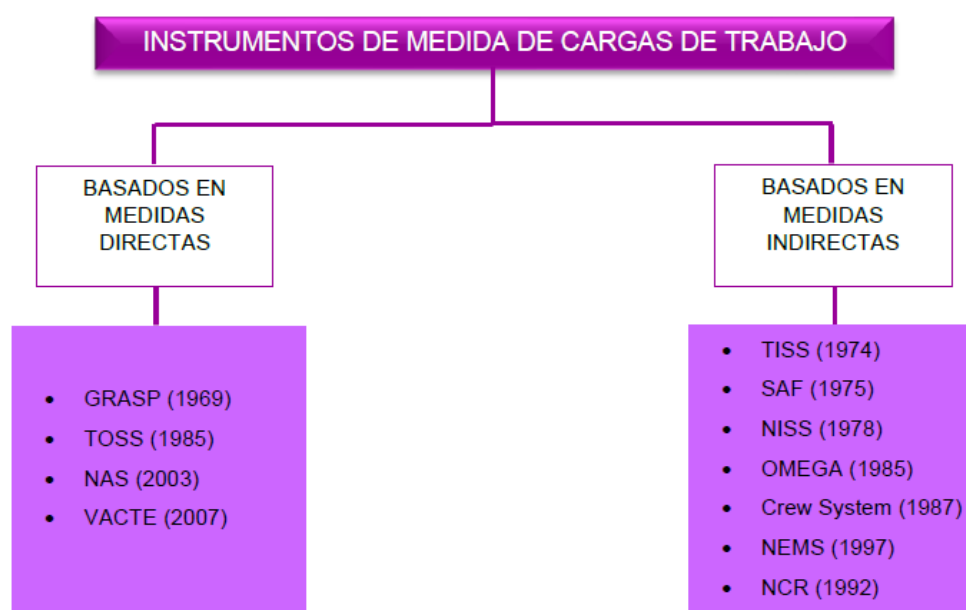 INSTRUMENTOS DE MEDIDA DE CARGAS DE TRABAJO
BASADOS EN
MEDIDAS
DIRECTAS
• GRASP (1969)
• TOSS (1985)
• NAS (2003)
• VACTE (2007)
BASADOS EN
MEDIDAS
INDIRECTAS
• TISS (1974)
• SAF (1975)
• NISS (1978)
• OMEGA (1985)
• Crew System (1987)
• NEMS (1997)
• NCR (1992)